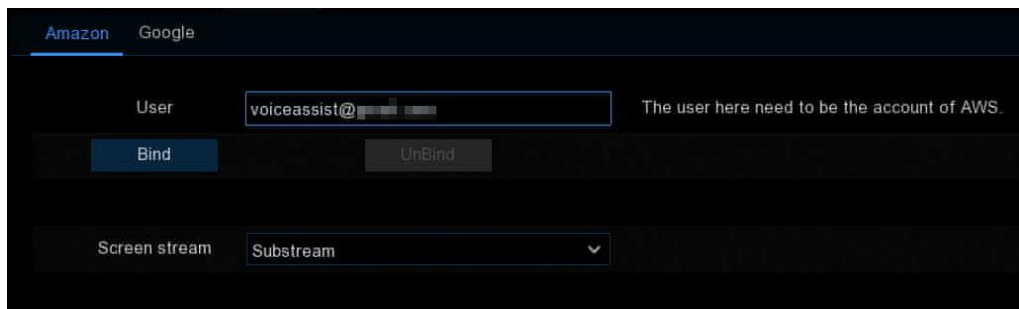 Amazon Google
User voiceassist@ The user here need to be the account of AWS.
Bind UnBind
Screen stream Substream